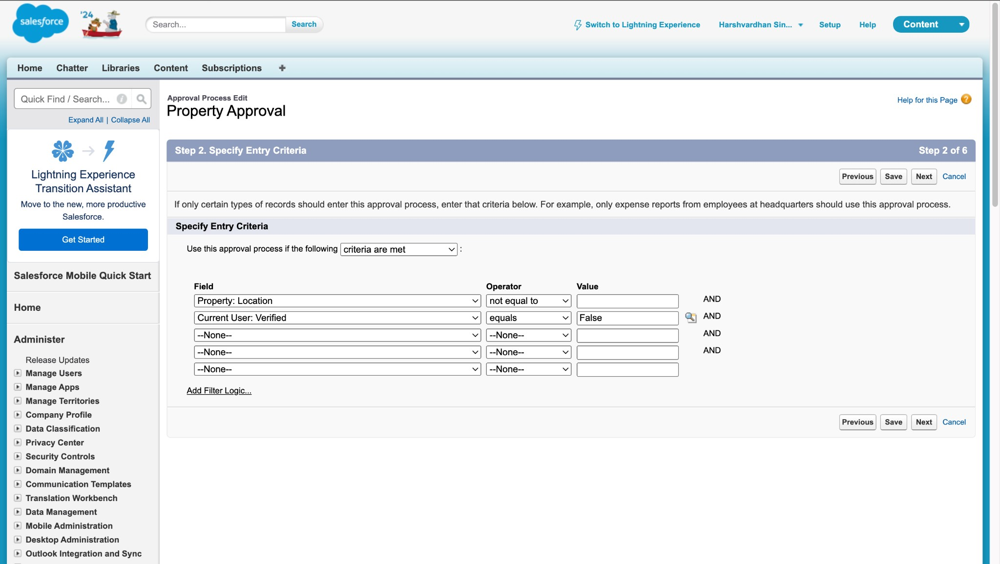 salesforce
'24
Search...
Search
Switch to Lightning Experience
Harshvardhan Sin...
Setup
Help
Content
Home
Chatter
Libraries
Content
Subscriptions
+
Quick Find / Search...
Expand All | Collapse All
Lightning Experience
Transition Assistant
Move to the new, more productive
Salesforce.
Get Started
Salesforce Mobile Quick Start
Home
Administer
Release Updates
Manage Users
Manage Apps
Manage Territories
Company Profile
Data Classification
Privacy Center
Security Controls
Domain Management
Communication Templates
Translation Workbench
Data Management
Mobile Administration
Desktop Administration
Outlook Integration and Sync
Approval Process Edit
Property Approval
Help for this Page ?
Step 2. Specify Entry Criteria
Step 2 of 6
Previous Save Next Cancel
If only certain types of records should enter this approval process, enter that criteria below. For example, only expense reports from employees at headquarters should use this approval process.
Specify Entry Criteria
Use this approval process if the following criteria are met :
Field Operator Value
Property: Location not equal to AND
Current User: Verified equals False AND
--None-- --None-- AND
--None-- --None-- AND
--None-- --None--
Add Filter Logic...
Previous Save Next Cancel